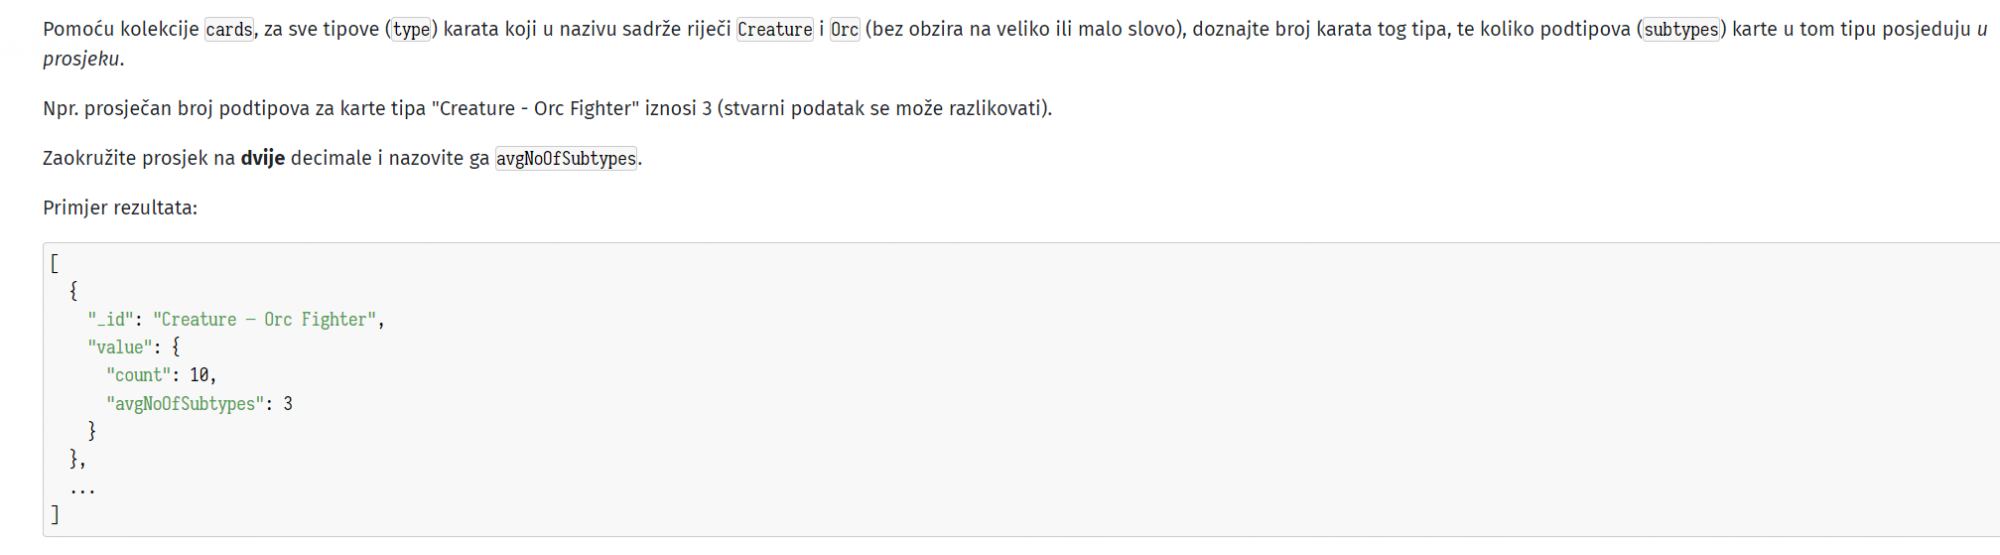 Pomoću kolekcije cards, za sve tipove (type) karata koji u nazivu sadrže riječi Creature i Orc (bez obzira na veliko ili malo slovo), doznajte broj karata tog tipa, te koliko podtipova (subtypes) karte u tom tipu posjeduju u
prosjeku.
Npr. prosječan broj podtipova za karte tipa "Creature - Orc Fighter" iznosi 3 (stvarni podatak se može razlikovati).
Zaokružite prosjek na dvije decimale i nazovite ga avgNoOfSubtypes.
Primjer rezultata:
[
{
"_id": "Creature — Orc Fighter",
"value": {
"count": 10,
"avgNoOfSubtypes": 3
}
},
...
]